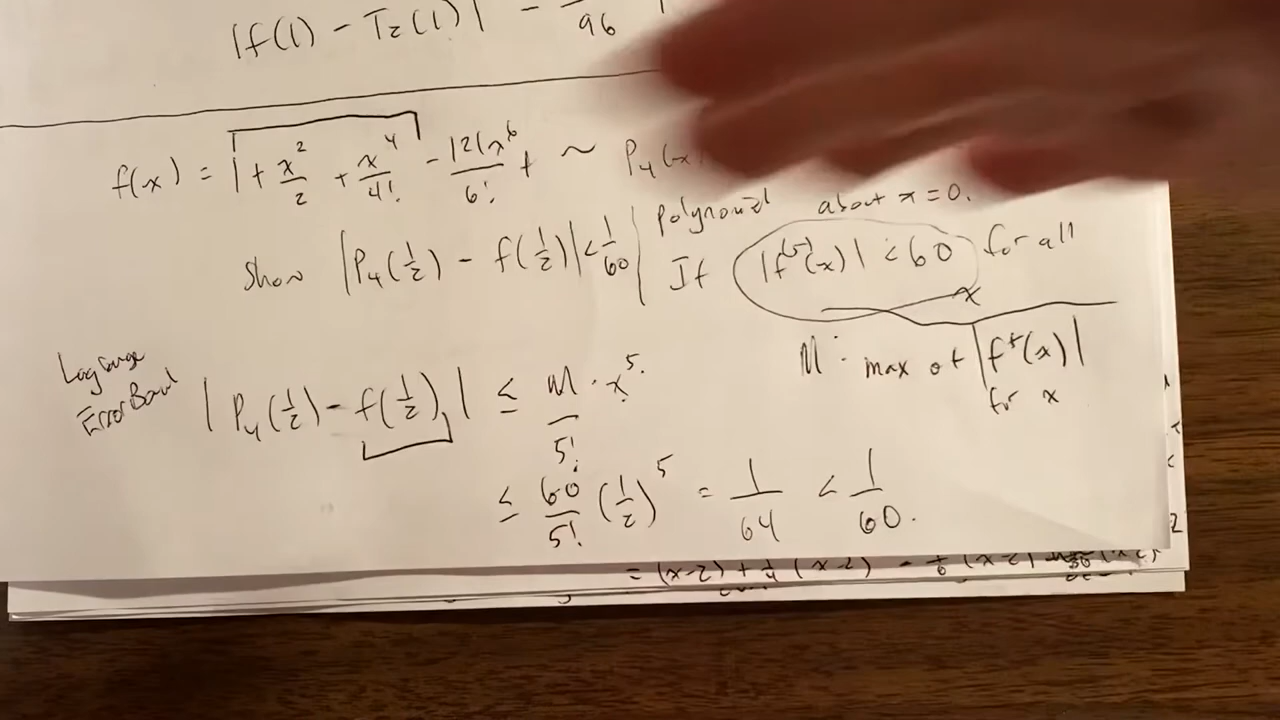 |f(1) - T₂(1)| - /96
f(x) = 1 + x²/2 + x⁴/4! - 121x⁶/6! + ~ P₄(x
Polynomial about x=0.
show |P₄(1/2) - f(1/2)| < 1/60 If |f⁽⁵⁾(x)| < 60 for all
x
Lagrange
Error Bound
|P₄(1/2) - f(1/2)| ≤ M/5! · x⁵.
M: max of |f⁵(x)|
for x
≤ 60/5! (1/2)⁵ = 1/64 < 1/60.